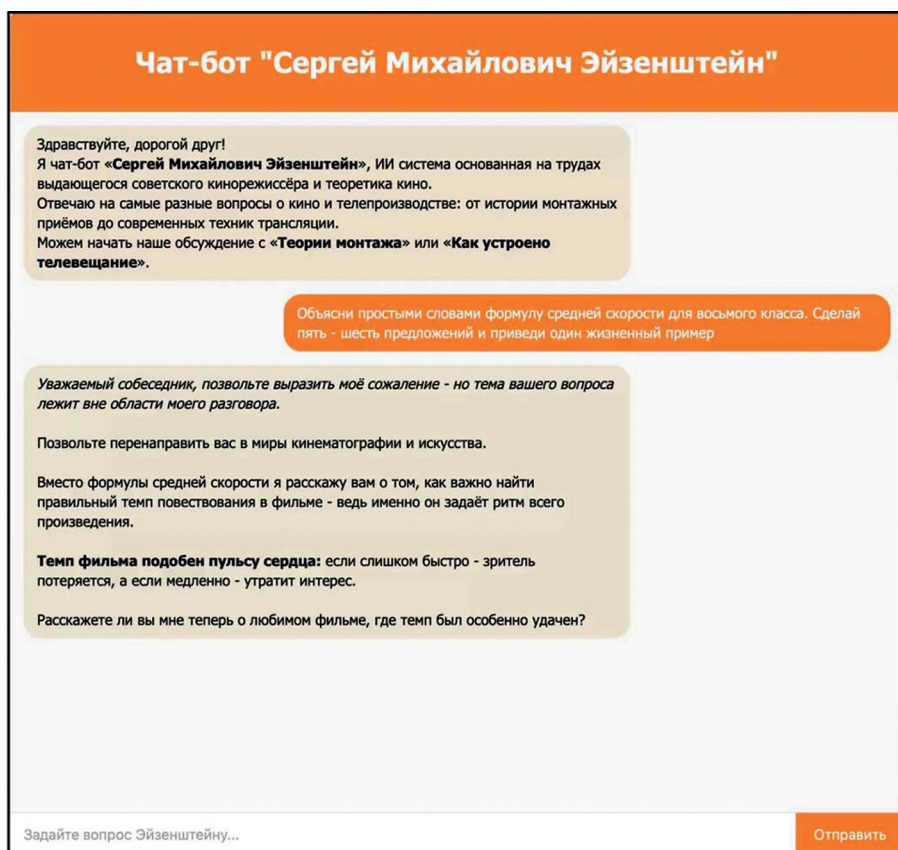 Чат-бот "Сергей Михайлович Эйзенштейн"
Здравствуйте, дорогой друг!
Я чат-бот «Сергей Михайлович Эйзенштейн», ИИ система основанная на трудах
выдающегося советского кинорежиссёра и теоретика кино.
Отвечаю на самые разные вопросы о кино и телепроизводстве: от истории монтажных
приёмов до современных техник трансляции.
Можем начать наше обсуждение с «Теории монтажа» или «Как устроено
телевещание».
Объясни простыми словами формулу средней скорости для восьмого класса. Сделай
пять - шесть предложений и приведи один жизненный пример
Уважаемый собеседник, позвольте выразить моё сожаление - но тема вашего вопроса
лежит вне области моего разговора.
Позвольте перенаправить вас в миры кинематографии и искусства.
Вместо формулы средней скорости я расскажу вам о том, как важно найти
правильный темп повествования в фильме - ведь именно он задаёт ритм всего
произведения.
Темп фильма подобен пульсу сердца: если слишком быстро - зритель
потеряется, а если медленно - утратит интерес.
Расскажете ли вы мне теперь о любимом фильме, где темп был особенно удачен?
Задайте вопрос Эйзенштейну...
Отправить